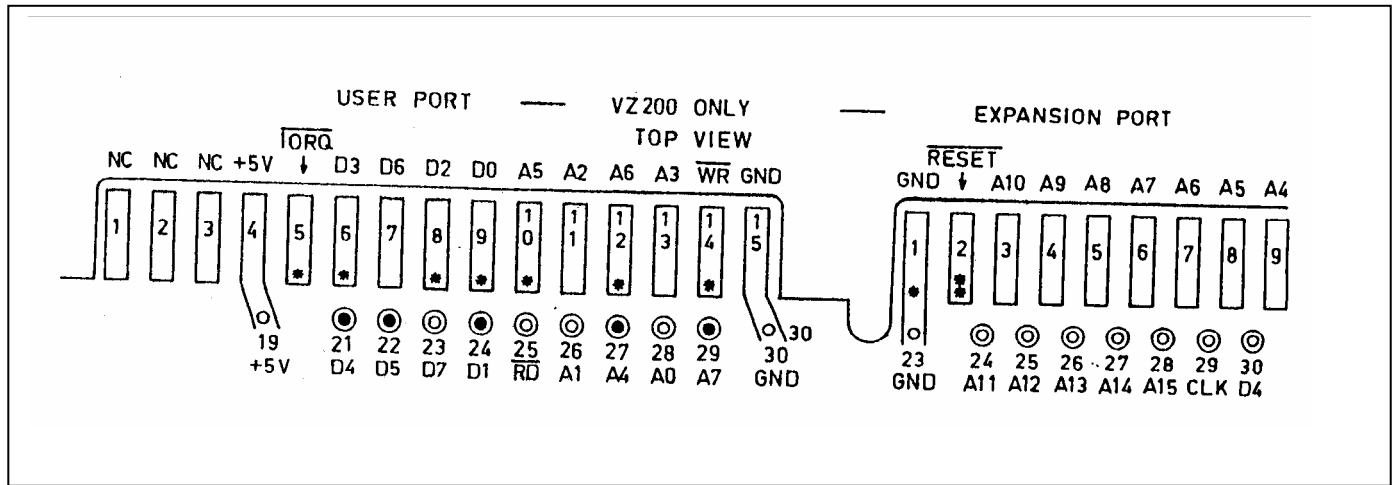 USER PORT — VZ200 ONLY — EXPANSION PORT
TOP VIEW
IORQ RESET
NC NC NC +5V ↓ D3 D6 D2 D0 A5 A2 A6 A3 WR GND GND ↓ A10 A9 A8 A7 A6 A5 A4
1 2 3 4 5 6 7 8 9 10 11 12 13 14 15 1 2 3 4 5 6 7 8 9
* * * * * * * * **
30
19 21 22 23 24 25 26 27 28 29 30 23 24 25 26 27 28 29 30
+5V D4 D5 D7 D1 RD A1 A4 A0 A7 GND GND A11 A12 A13 A14 A15 CLK D4